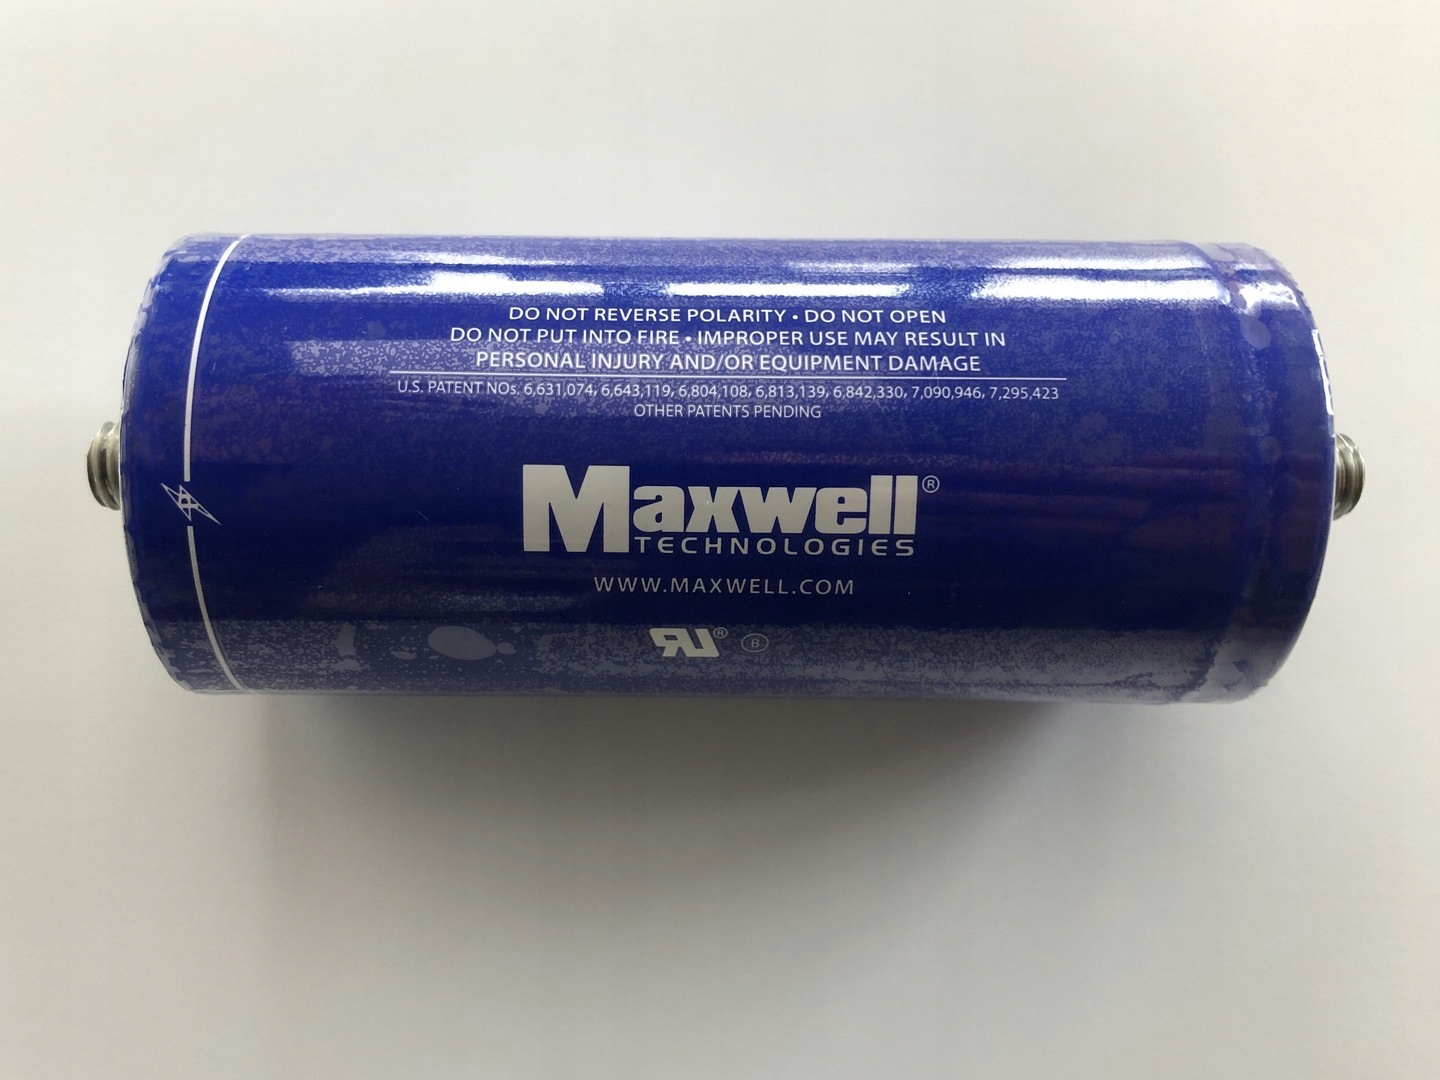 DO NOT REVERSE POLARITY • DO NOT OPEN
DO NOT PUT INTO FIRE • IMPROPER USE MAY RESULT IN
PERSONAL INJURY AND/OR EQUIPMENT DAMAGE
U.S. PATENT NOs. 6,631,074, 6,643,119, 6,804,108, 6,813,139, 6,842,330, 7,090,946, 7,295,423
OTHER PATENTS PENDING
Maxwell®
TECHNOLOGIES
WWW.MAXWELL.COM
RU® B